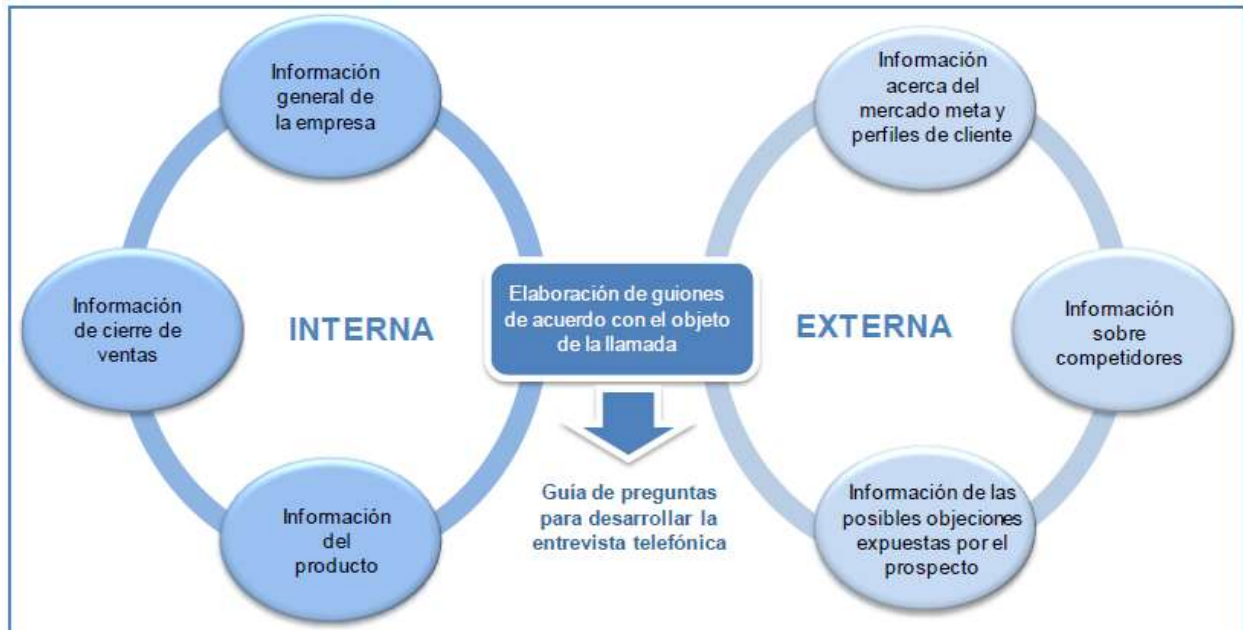 Información
general de
la empresa
Información
de cierre de
ventas
INTERNA
Información
del
producto
Elaboración de guiones
de acuerdo con el objeto
de la llamada
Guía de preguntas
para desarrollar la
entrevista telefónica
EXTERNA
Información
acerca del
mercado meta y
perfiles de cliente
Información
sobre
competidores
Información de las
posibles objeciones
expuestas por el
prospecto